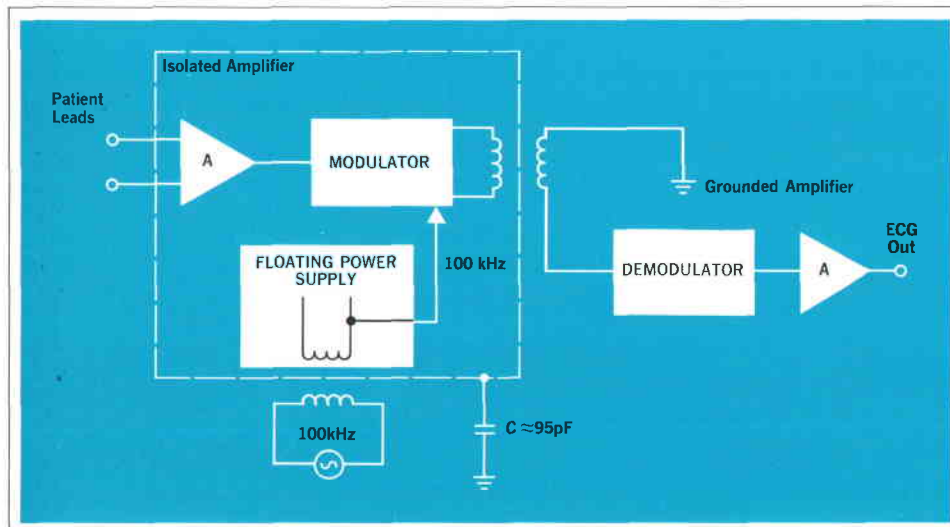 Isolated Amplifier
Patient
Leads
A
MODULATOR
Grounded Amplifier
ECG
Out
FLOATING POWER
SUPPLY
100 kHz
DEMODULATOR
A
100kHz
C ≈95pF